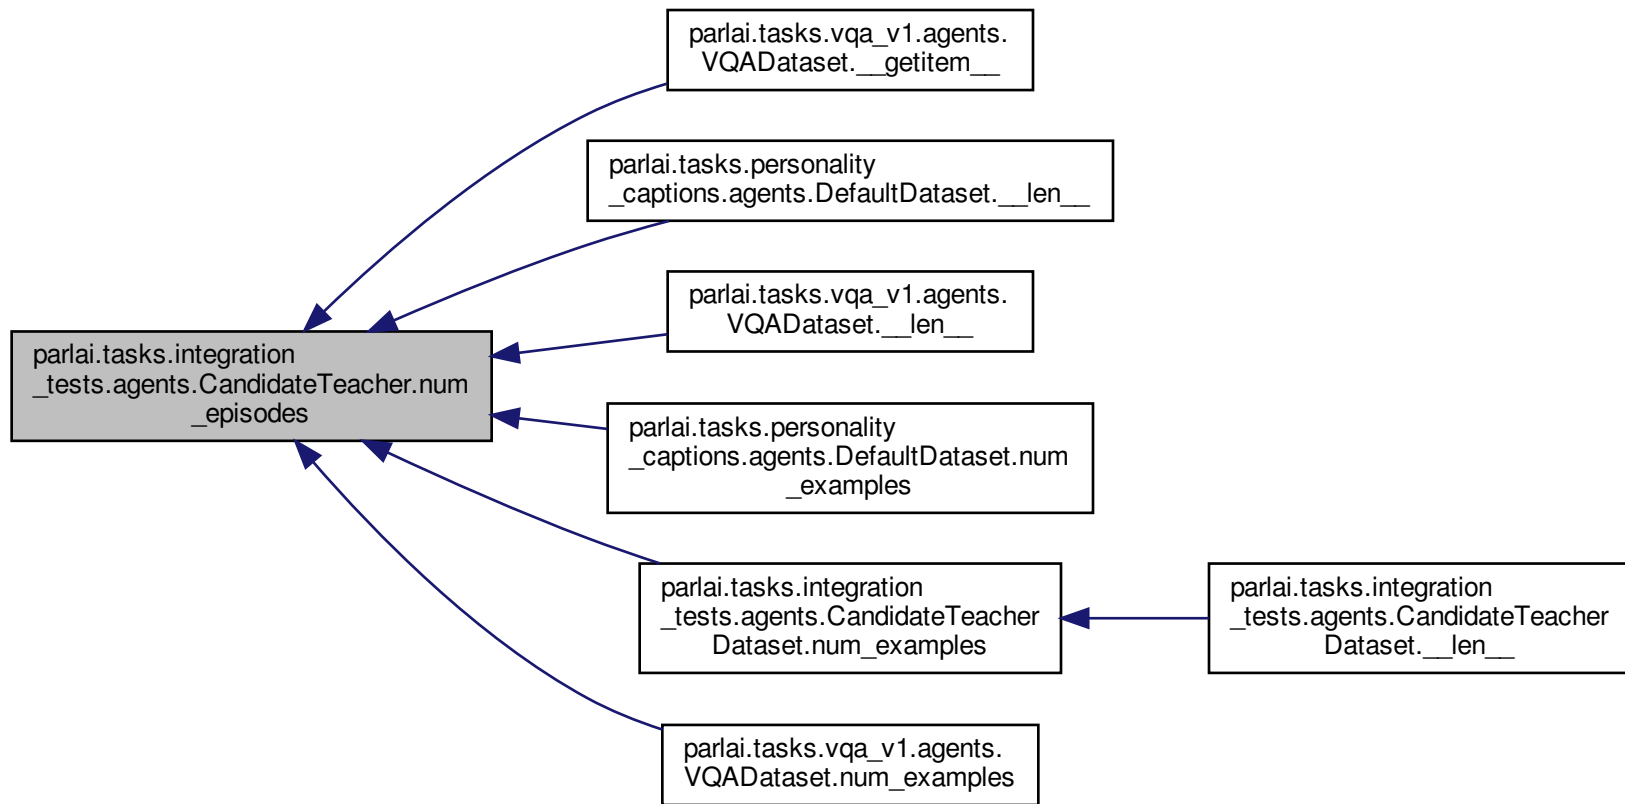 parlai.tasks.vqa_v1.agents.
VQADataset.__getitem__
parlai.tasks.personality
_captions.agents.DefaultDataset.__len__
parlai.tasks.vqa_v1.agents.
VQADataset.__len__
parlai.tasks.integration
_tests.agents.CandidateTeacher.num
_episodes
parlai.tasks.personality
_captions.agents.DefaultDataset.num
_examples
parlai.tasks.integration
_tests.agents.CandidateTeacher
Dataset.num_examples
parlai.tasks.integration
_tests.agents.CandidateTeacher
Dataset.__len__
parlai.tasks.vqa_v1.agents.
VQADataset.num_examples